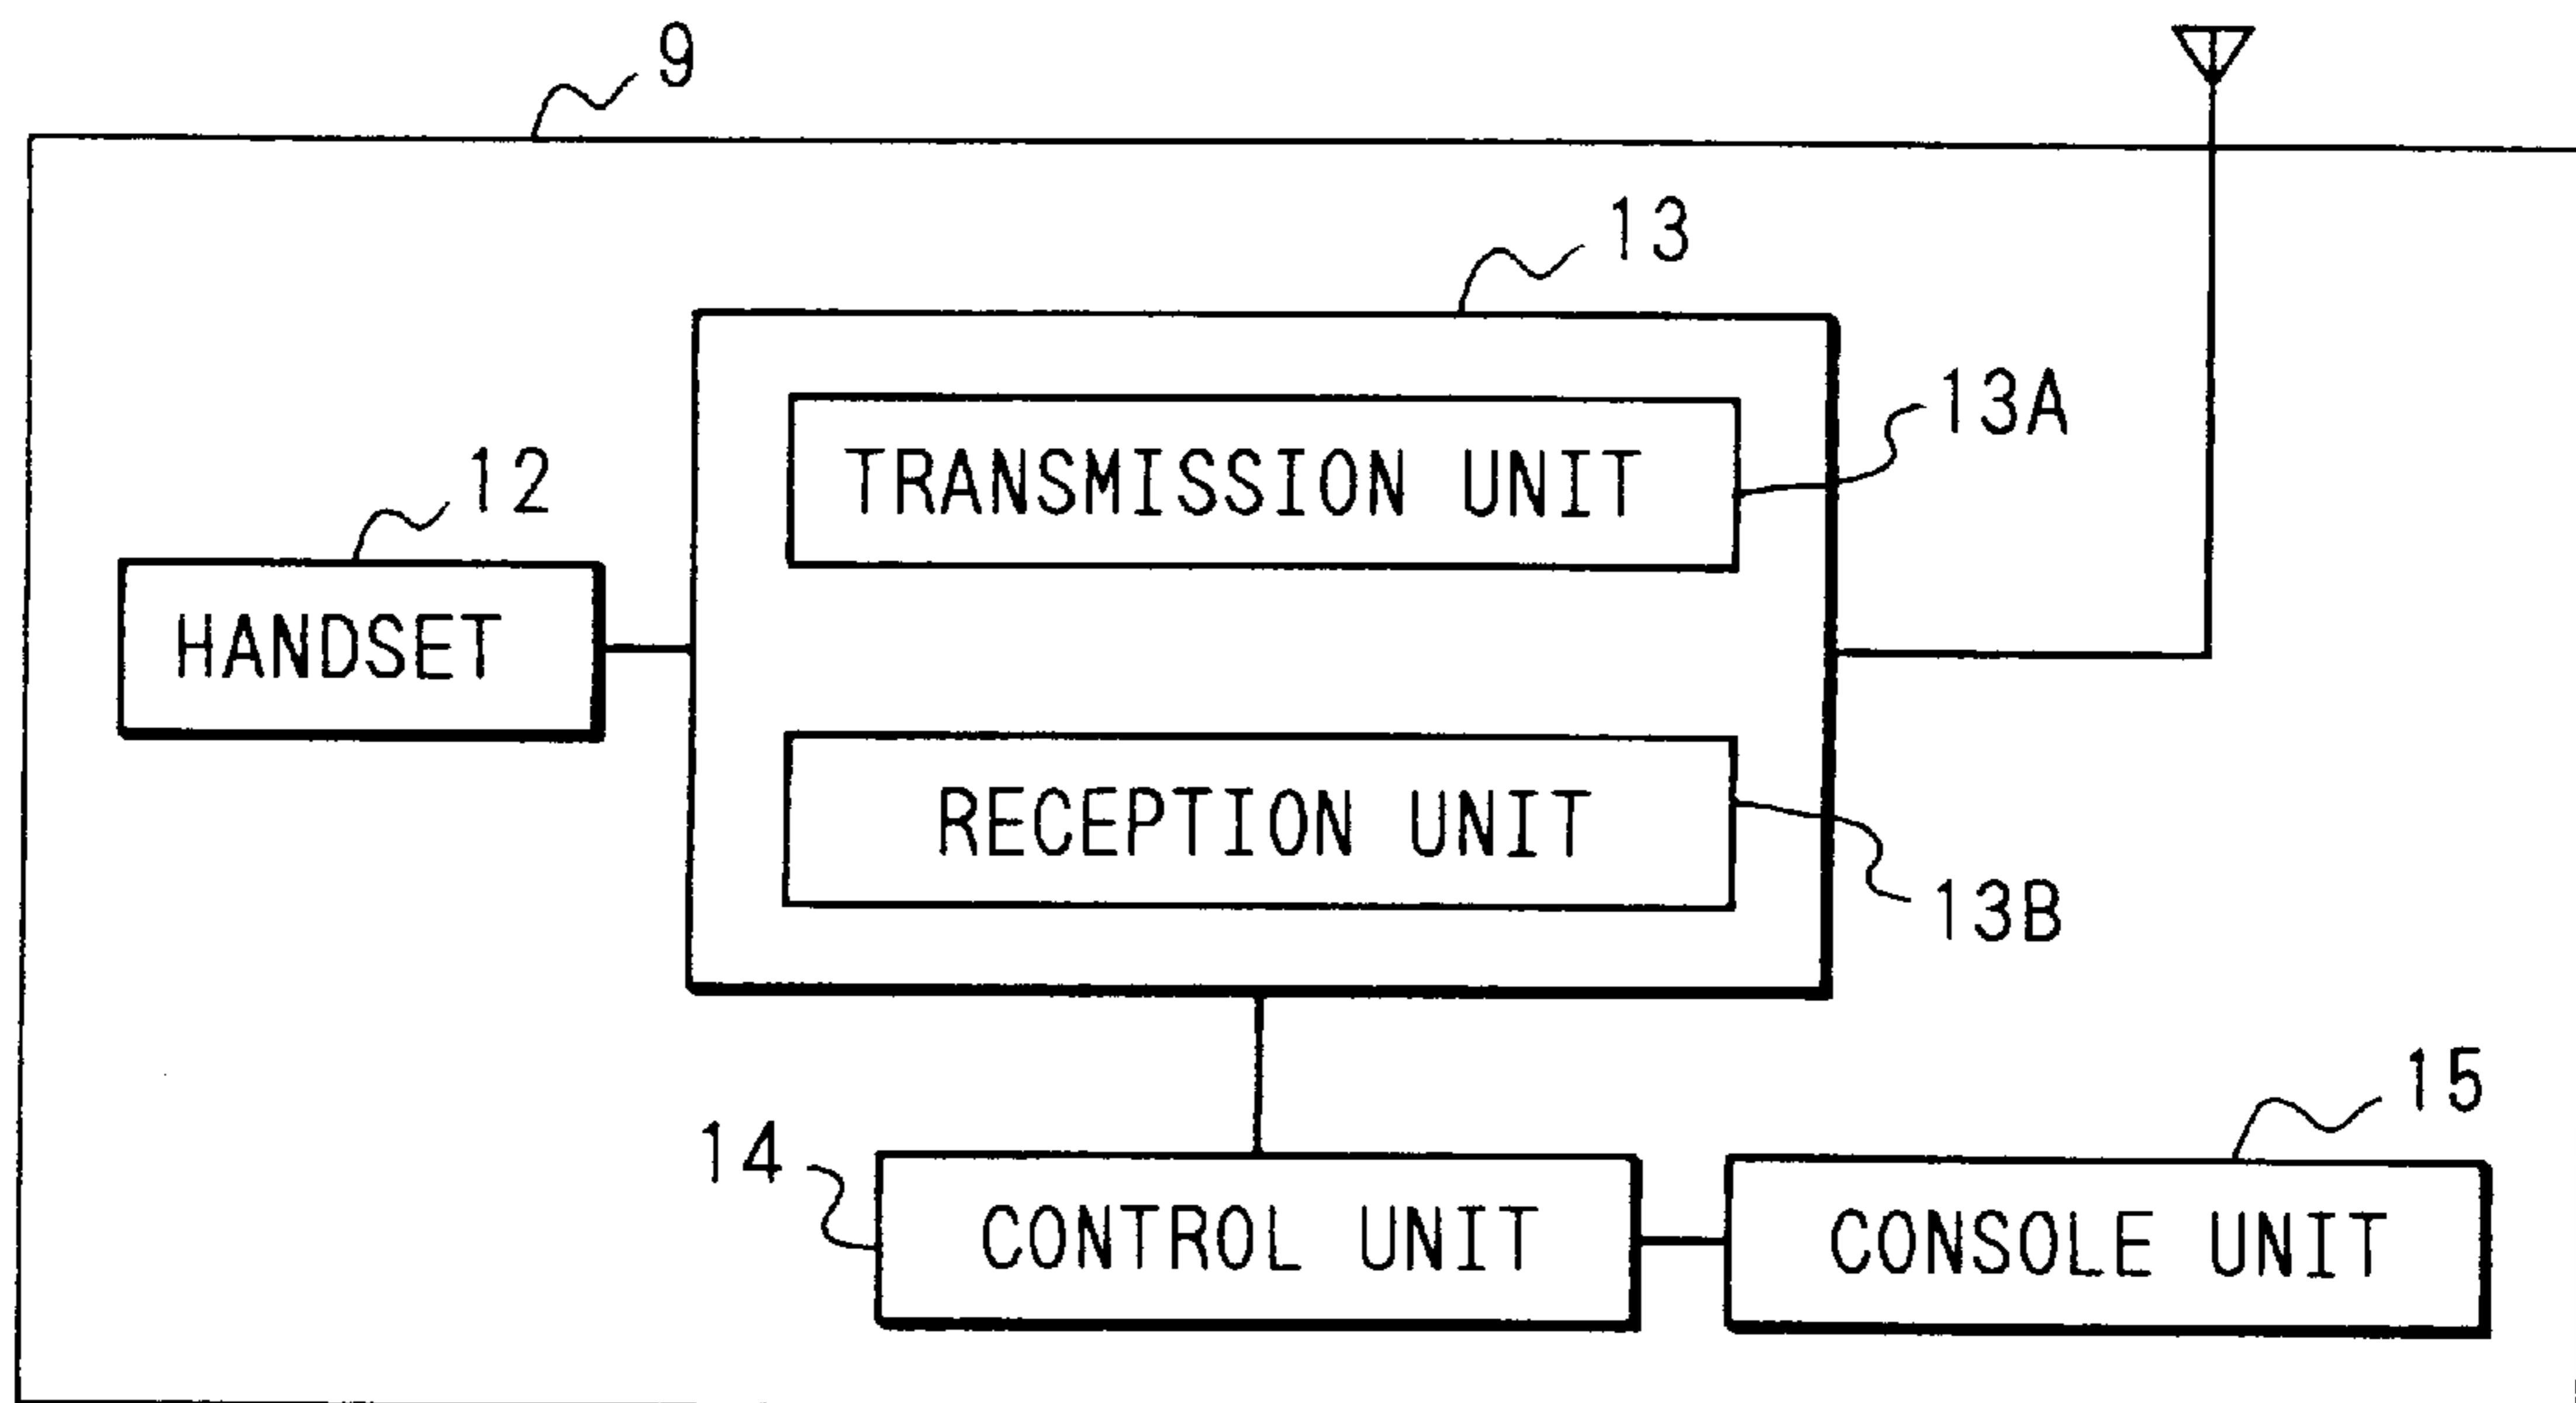 9
13
13A
TRANSMISSION UNIT
12
HANDSET
RECEPTION UNIT
13B
15
14
CONTROL UNIT
CONSOLE UNIT